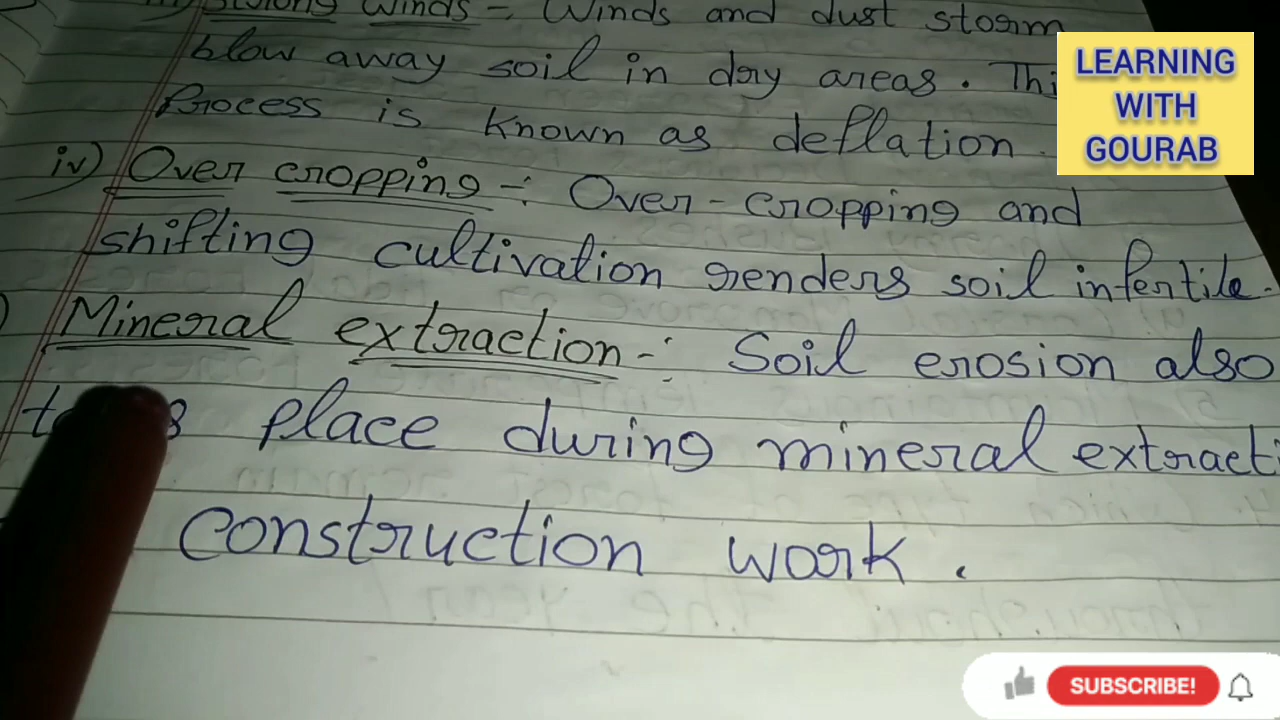 Strong Winds -: Winds and dust storm
blow away soil in dry areas. Thi
Process is known as deflation
iv) Over cropping -: Over-cropping and
shifting cultivation renders soil infertile.
) Mineral extraction -: Soil erosion also
place during mineral extracti
construction work.
LEARNING
WITH
GOURAB
SUBSCRIBE!